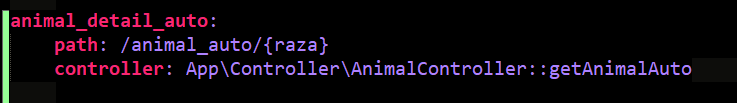 animal_detail_auto:
    path: /animal_auto/{raza}
    controller: App\Controller\AnimalController::getAnimalAuto